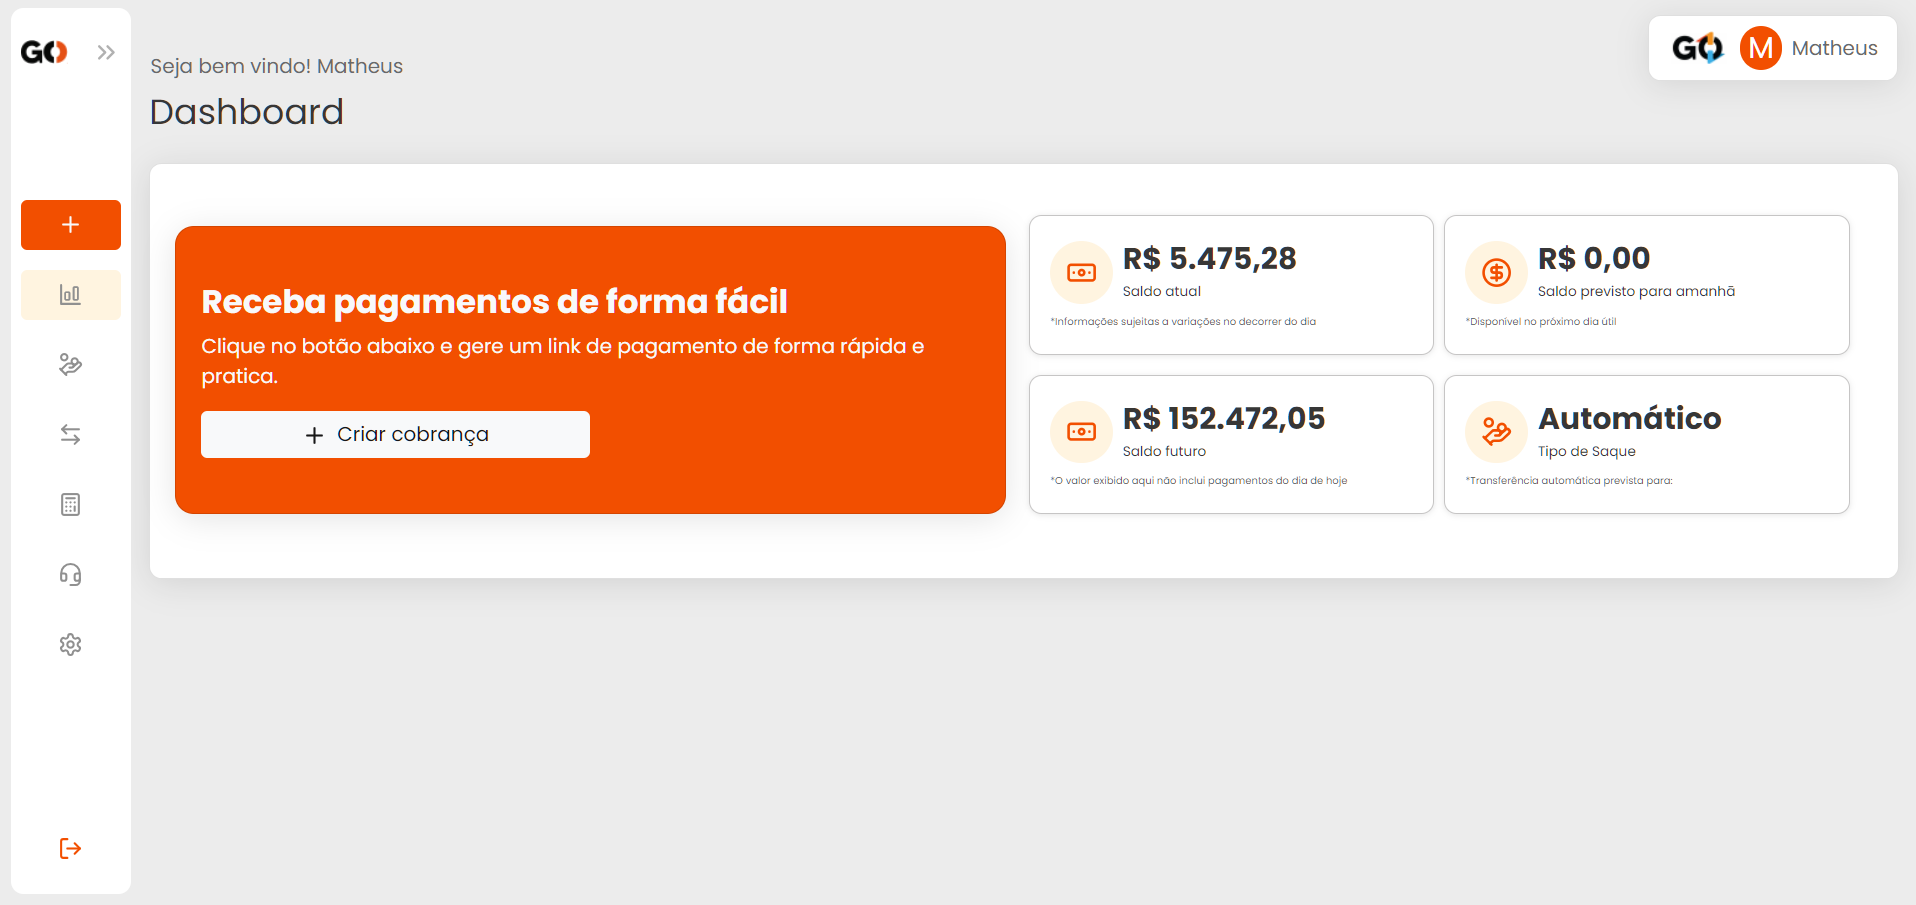 GO
Seja bem vindo! Matheus
Dashboard
GO M Matheus
Receba pagamentos de forma fácil
Clique no botão abaixo e gere um link de pagamento de forma rápida e
pratica.
Criar cobrança
R$ 5.475,28
Saldo atual
*Informações sujeitas a variações no decorrer do dia
R$ 0,00
Saldo previsto para amanhã
*Disponível no próximo dia útil
R$ 152.472,05
Saldo futuro
*O valor exibido aqui não inclui pagamentos do dia de hoje
Automático
Tipo de Saque
*Transferência automática prevista para: